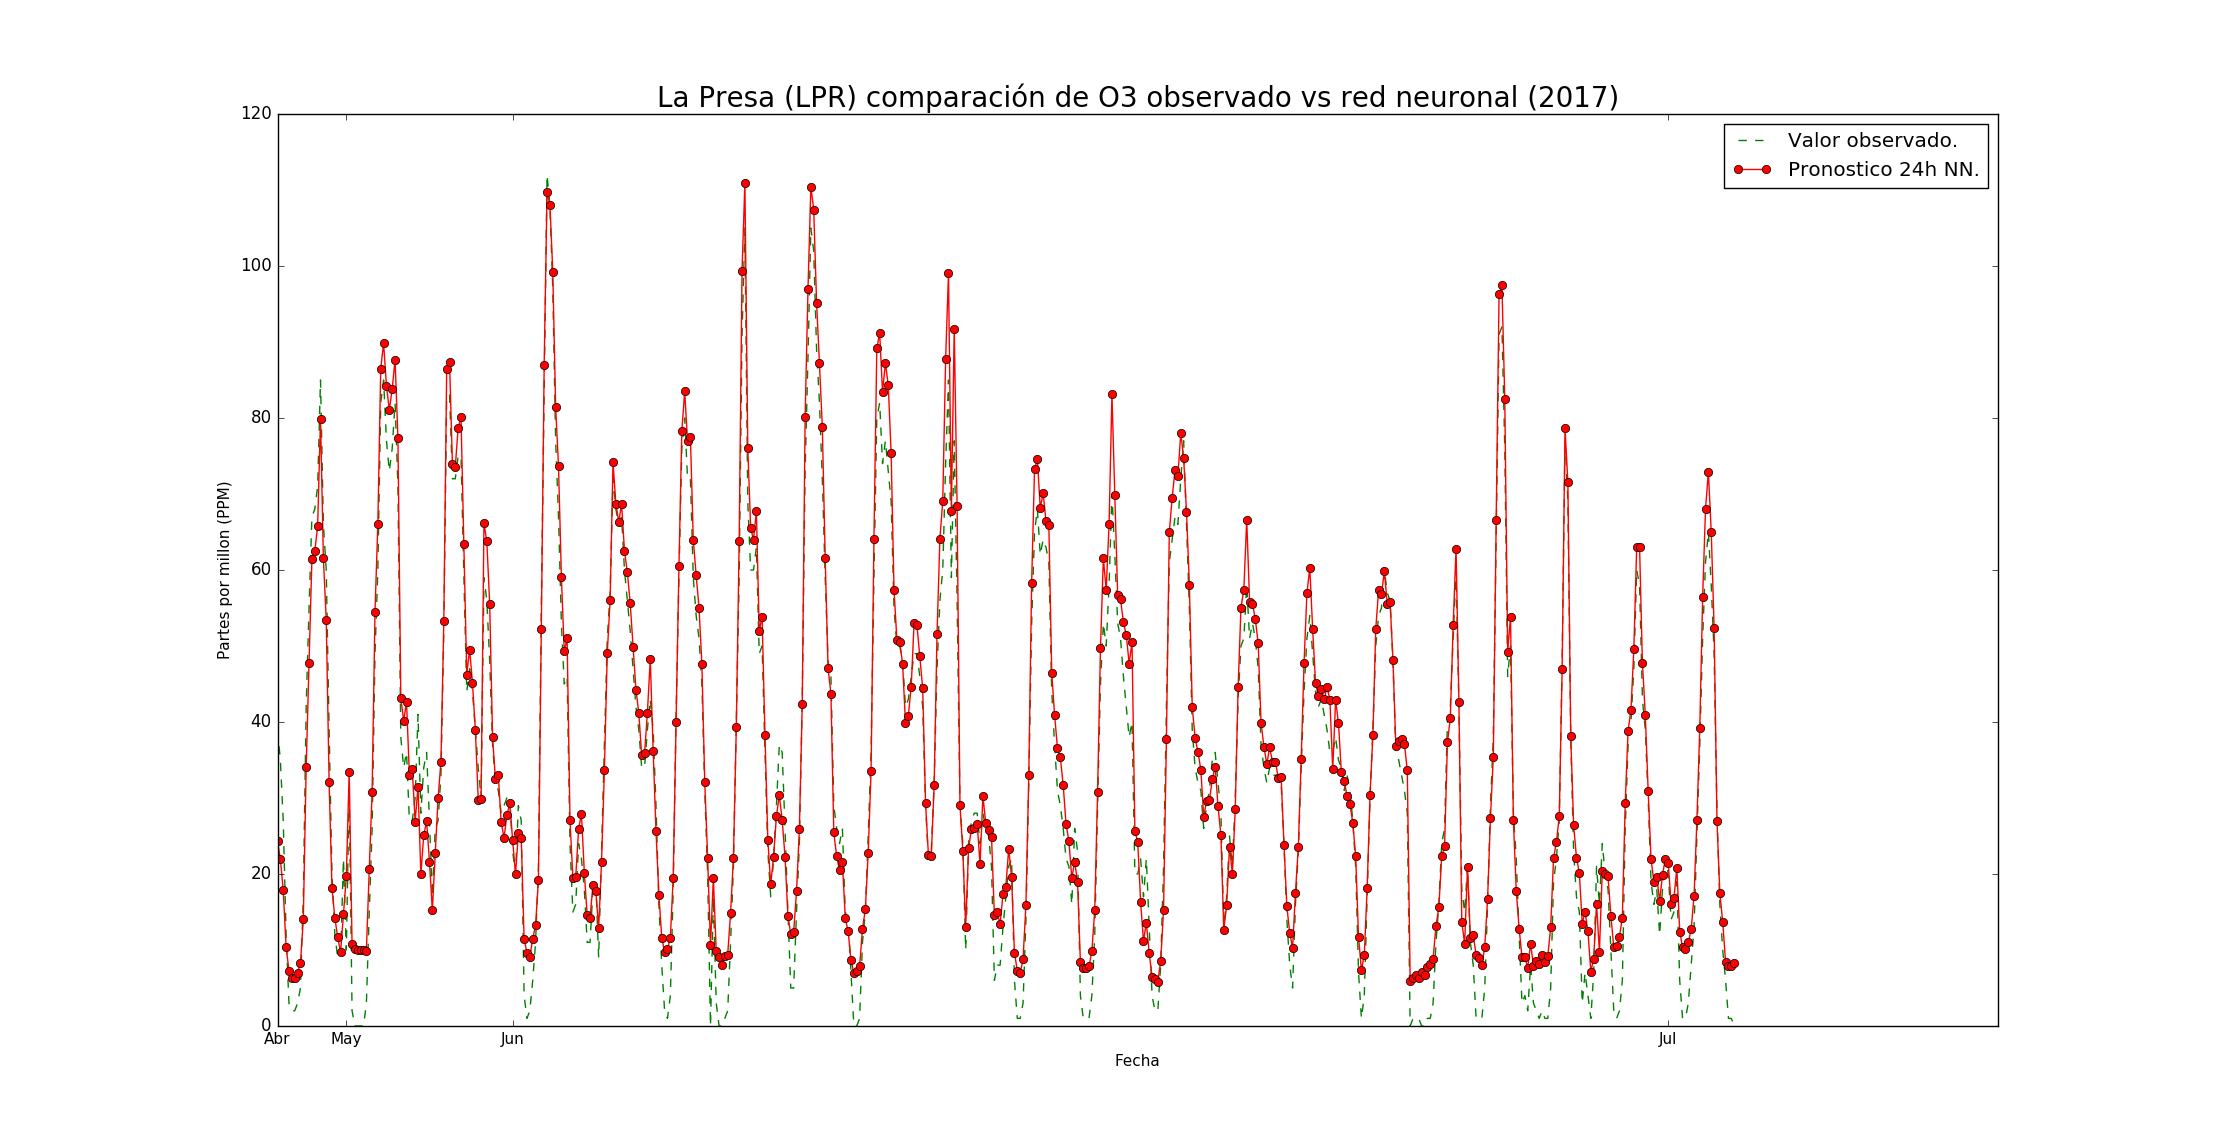 La Presa (LPR) comparación de O3 observado vs red neuronal (2017)
120
100
80
60
40
20
0
Partes por millon (PPM)
Valor observado.
Pronostico 24h NN.
Abr May Jun Jul
Fecha